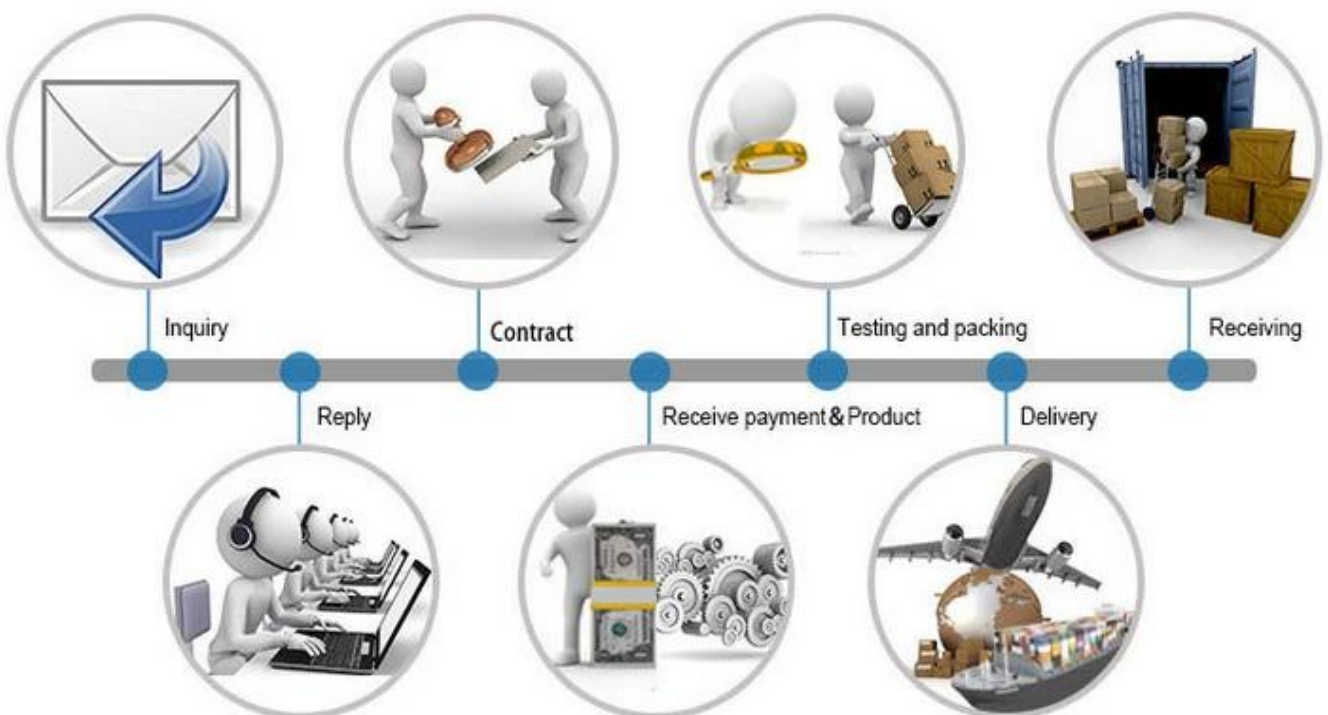 Inquiry
Contract
Testing and packing
Receiving
Reply
Receive payment&Product
Delivery